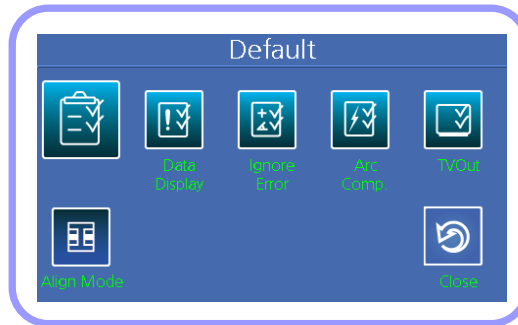 Default
Data
Display
Ignore
Error
Arc
Comp.
TVOut
Align Mode
Close